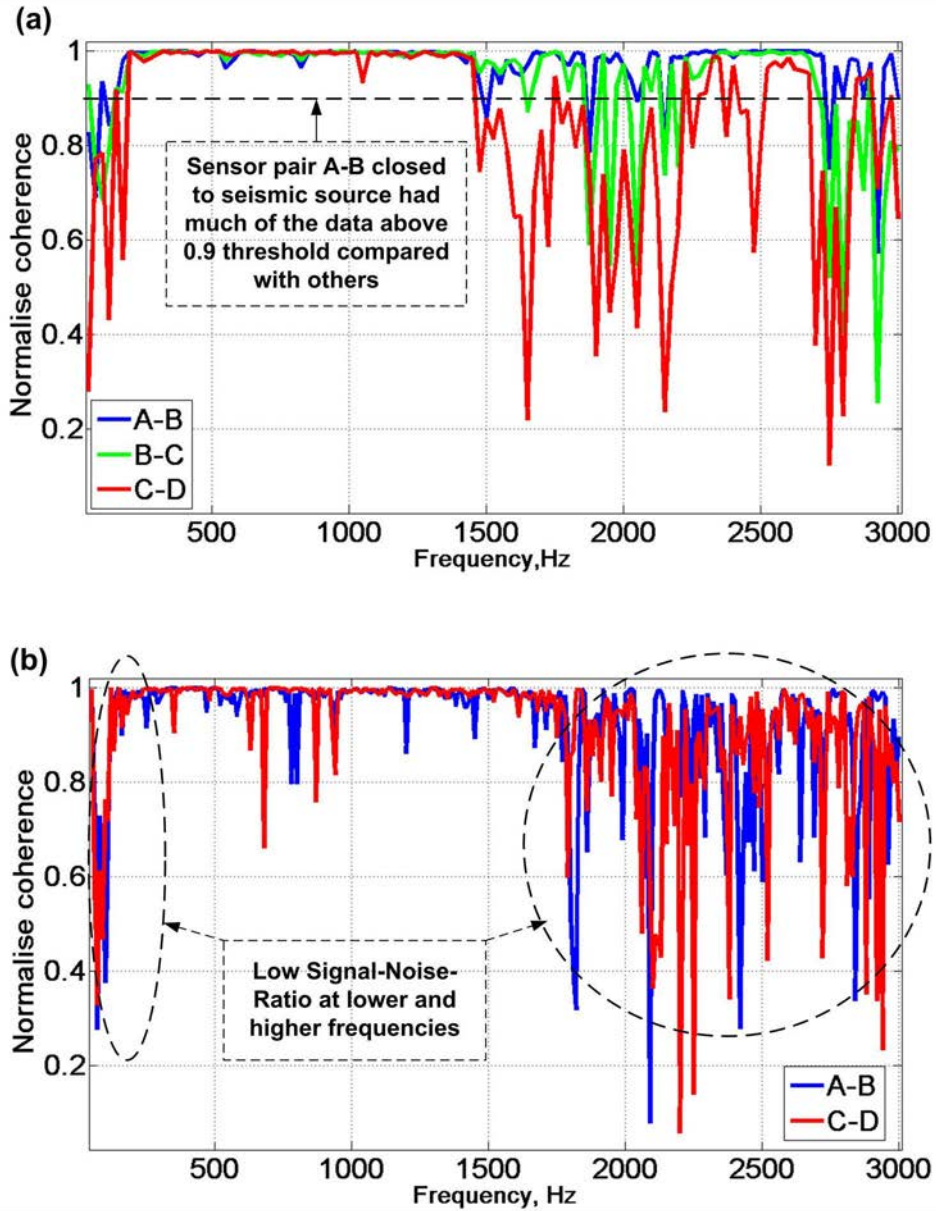 (a)
1
0.8
0.6
0.4
0.2
Normalise coherence
Sensor pair A-B closed
to seismic source had
much of the data above
0.9 threshold compared
with others
A-B
B-C
C-D
500
1000
1500
2000
2500
3000
Frequency,Hz
(b)
1
0.8
0.6
0.4
0.2
Normalise coherence
Low Signal-Noise-
Ratio at lower and
higher frequencies
A-B
C-D
500
1000
1500
2000
2500
3000
Frequency, Hz